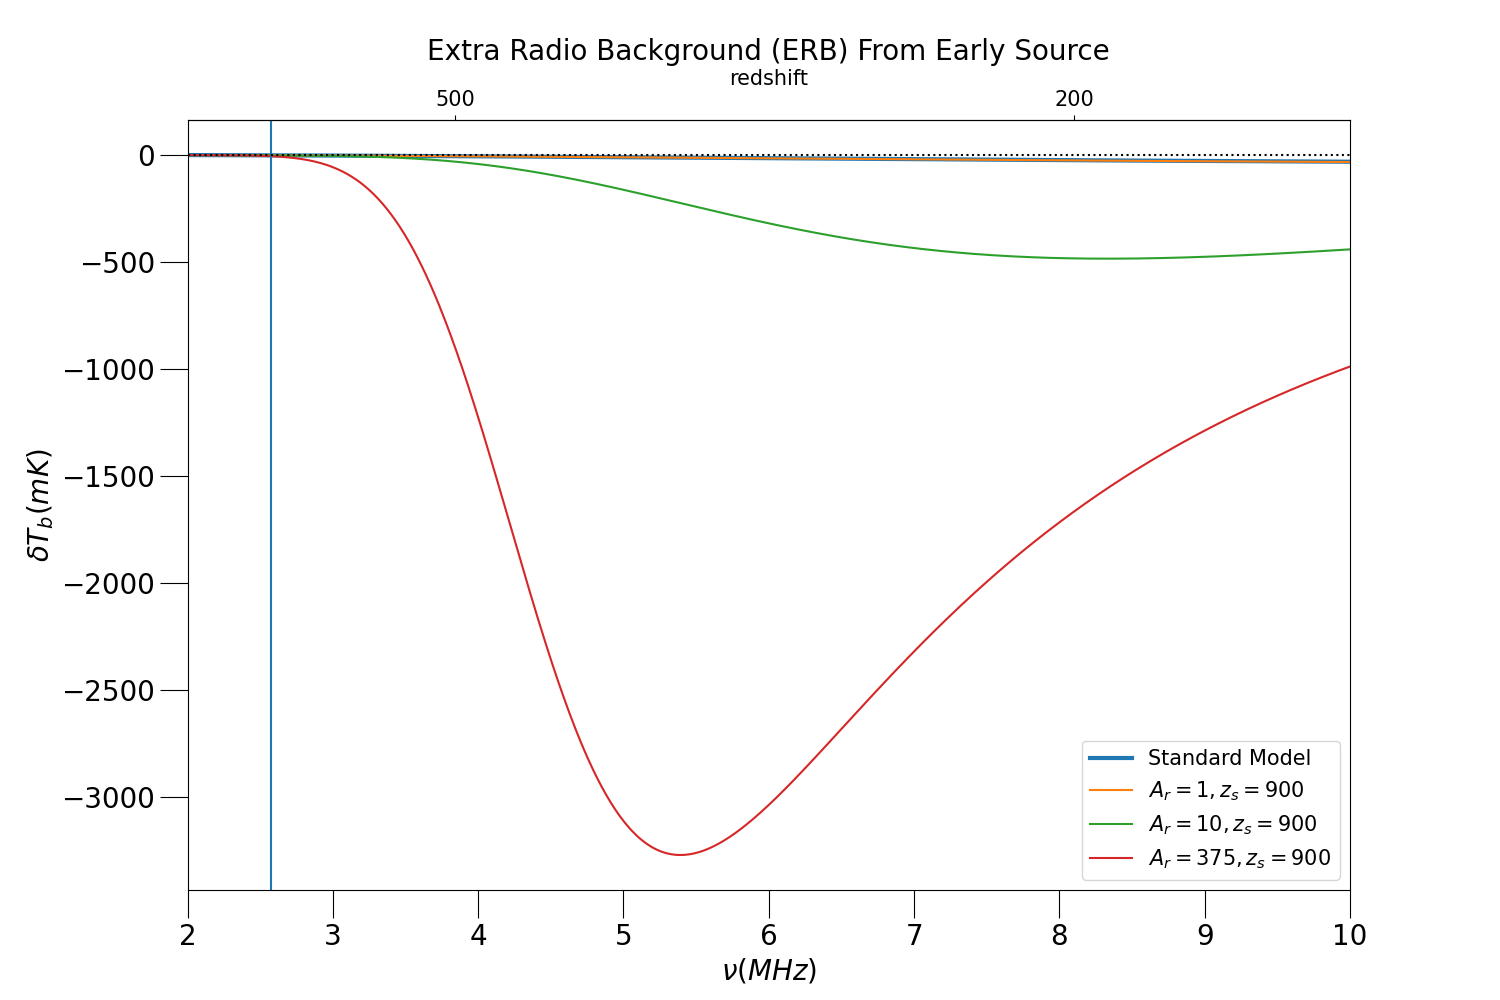 Extra Radio Background (ERB) From Early Source
redshift
500 200
0
−500
−1000
−1500
−2000
−2500
−3000
δT_b(mK)
Standard Model
A_r = 1, z_s = 900
A_r = 10, z_s = 900
A_r = 375, z_s = 900
2 3 4 5 6 7 8 9 10
ν(MHz)